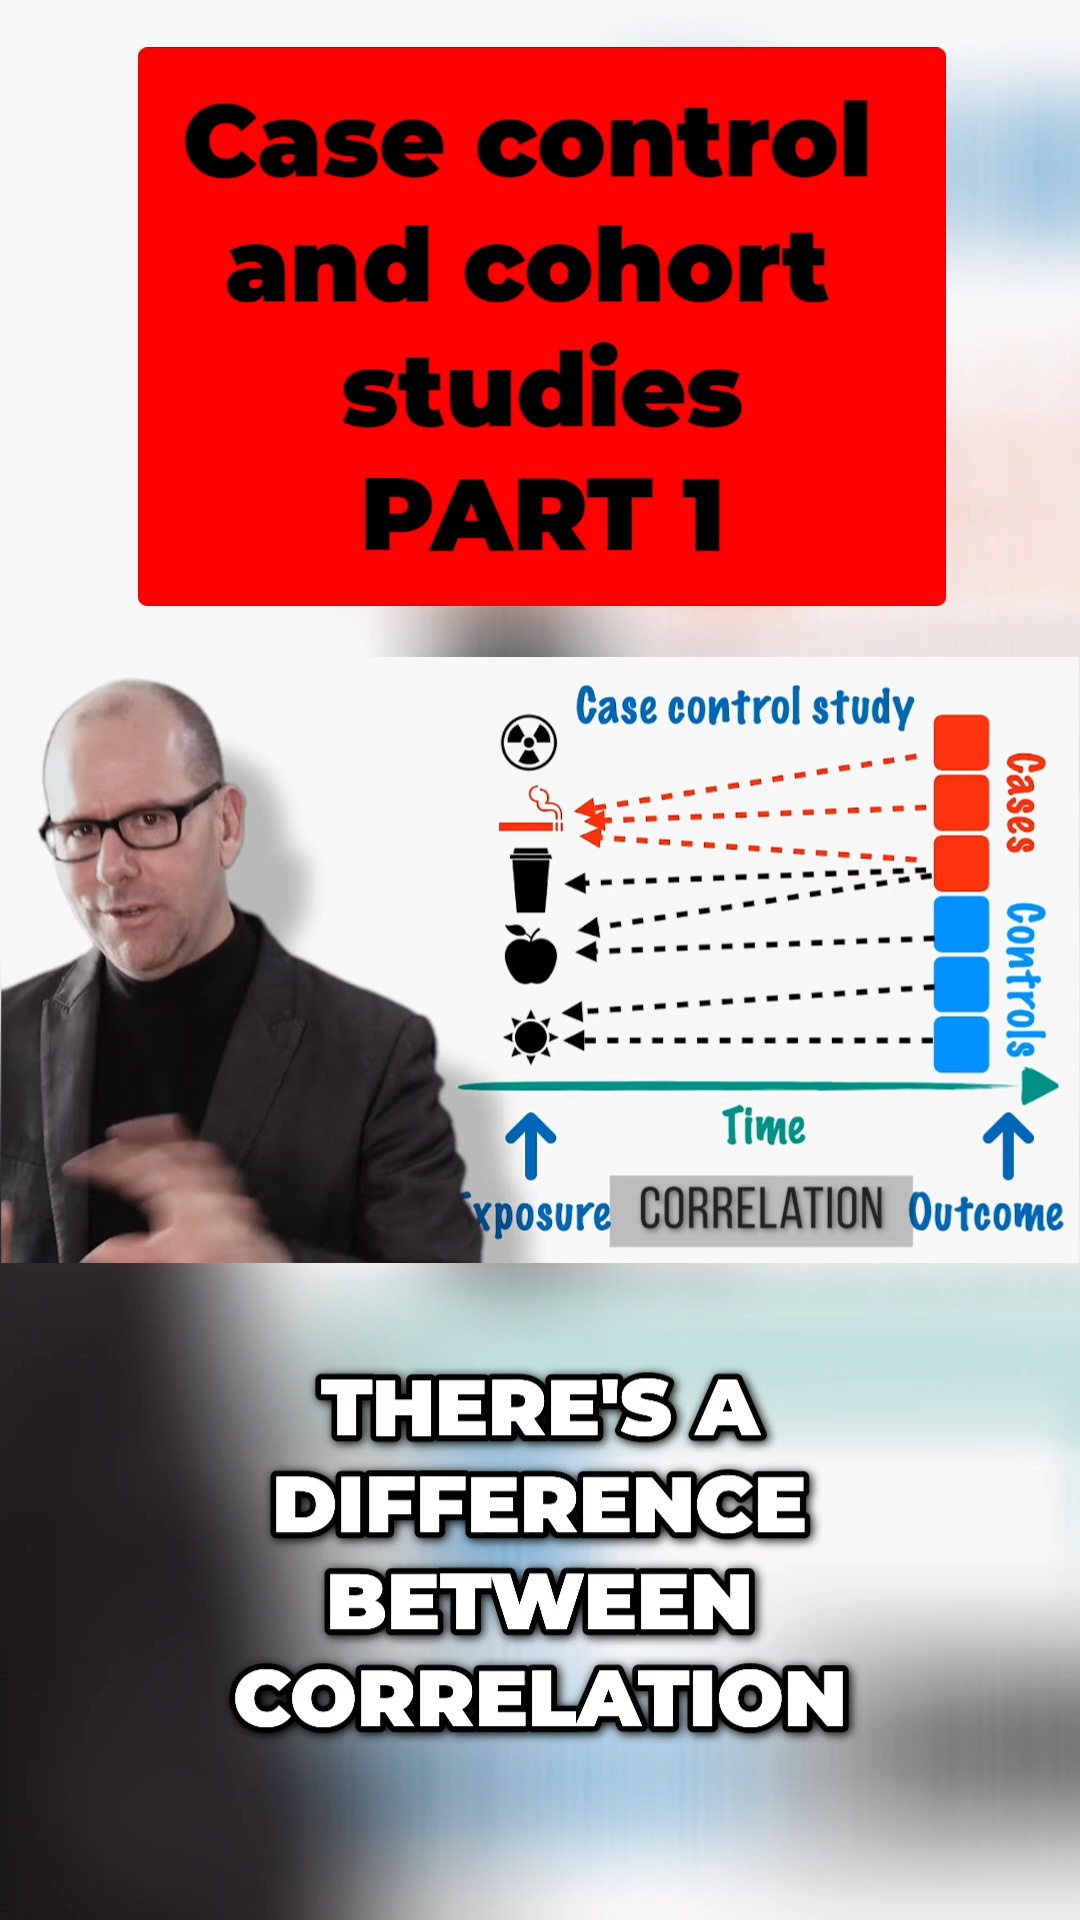 Case control
and cohort
studies
PART 1
Case control study
Cases
Controls
Time
xposure
CORRELATION
Outcome
THERE'S A
DIFFERENCE
BETWEEN
CORRELATION